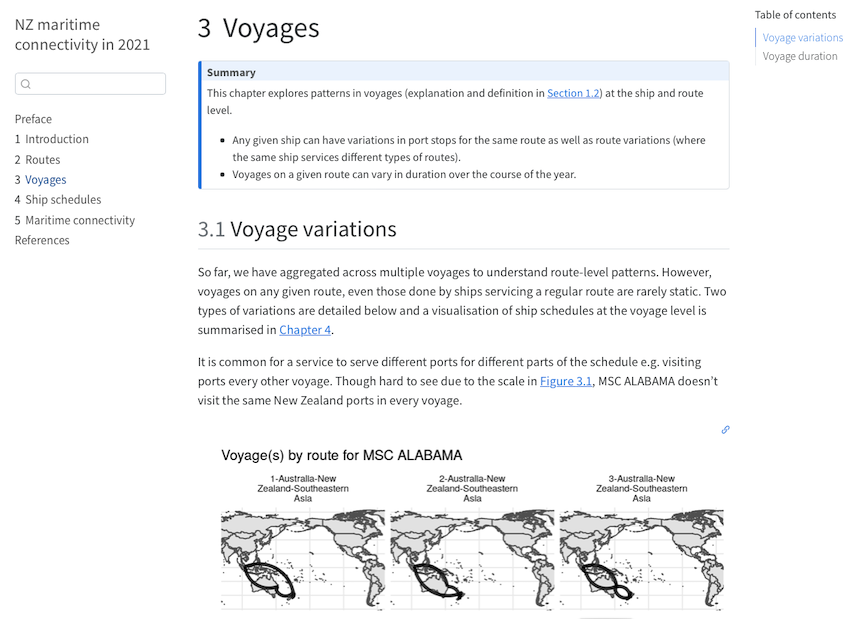 NZ maritime
connectivity in 2021
Preface
1 Introduction
2 Routes
3 Voyages
4 Ship schedules
5 Maritime connectivity
References
3 Voyages
Summary
This chapter explores patterns in voyages (explanation and definition in Section 1.2) at the ship and route
level.
Any given ship can have variations in port stops for the same route as well as route variations (where
the same ship services different types of routes).
Voyages on a given route can vary in duration over the course of the year.
3.1 Voyage variations
So far, we have aggregated across multiple voyages to understand route-level patterns. However,
voyages on any given route, even those done by ships servicing a regular route are rarely static. Two
types of variations are detailed below and a visualisation of ship schedules at the voyage level is
summarised in Chapter 4.
It is common for a service to serve different ports for different parts of the schedule e.g. visiting
ports every other voyage. Though hard to see due to the scale in Figure 3.1, MSC ALABAMA doesn't
visit the same New Zealand ports in every voyage.
Voyage(s) by route for MSC ALABAMA
1-Australia-New
Zealand-Southeastern
Asia
2-Australia-New
Zealand-Southeastern
Asia
3-Australia-New
Zealand-Southeastern
Asia
Table of contents
Voyage variations
Voyage duration